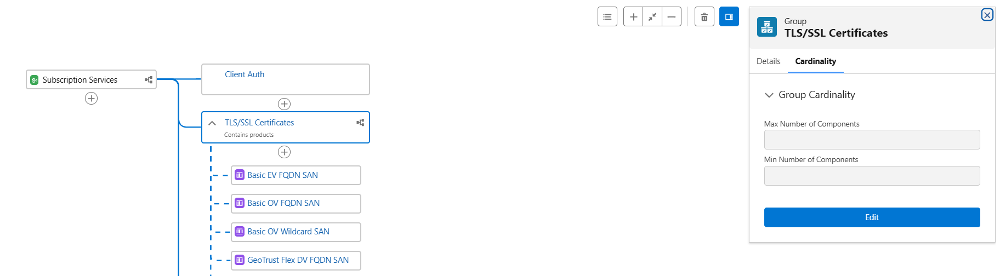 Subscription Services
Client Auth
TLS/SSL Certificates
Contains products
Basic EV FQDN SAN
Basic OV FQDN SAN
Basic OV Wildcard SAN
GeoTrust Flex DV FQDN SAN
Group
TLS/SSL Certificates
Details
Cardinality
Group Cardinality
Max Number of Components
Min Number of Components
Edit